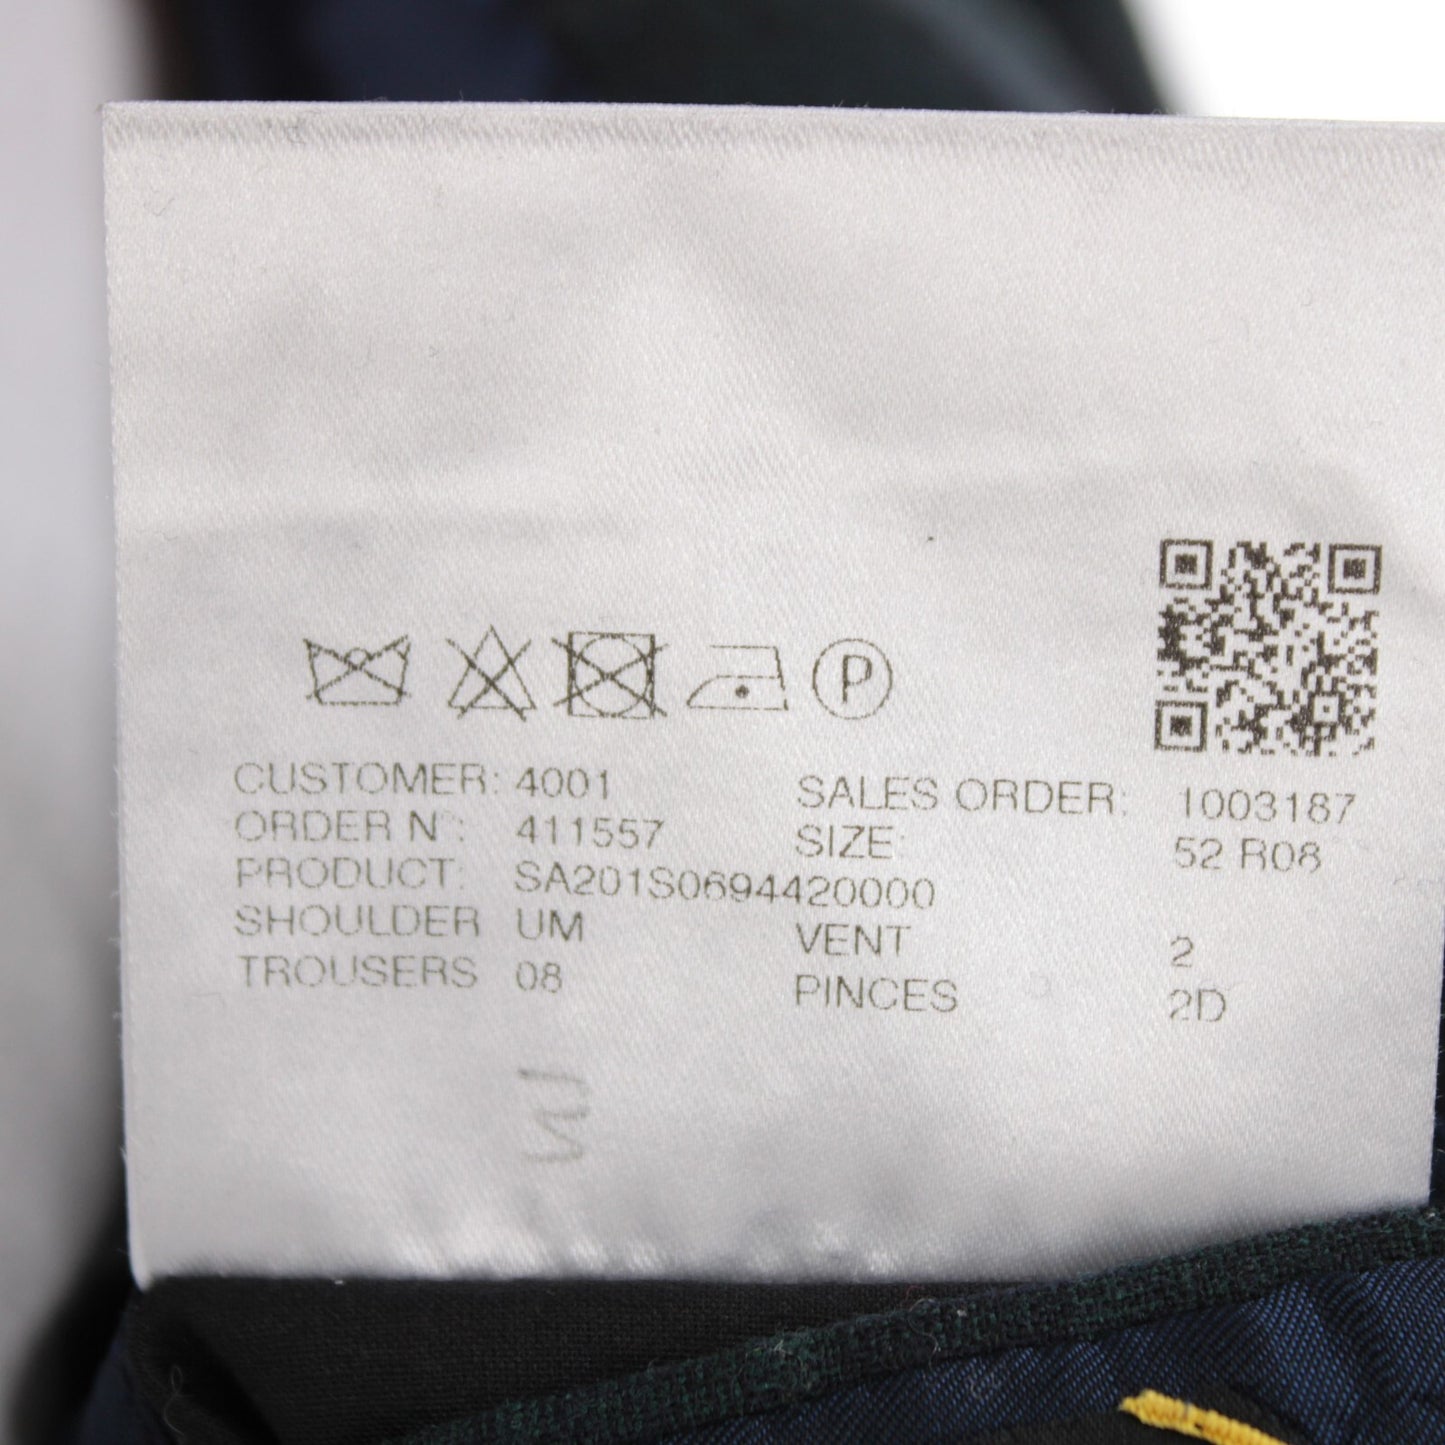 P
CUSTOMER: 4001 SALES ORDER: 1003187
ORDER N°: 411557 SIZE: 52 R08
PRODUCT: SA201S0694420000
SHOULDER UM VENT 2
TROUSERS 08 PINCES 2D